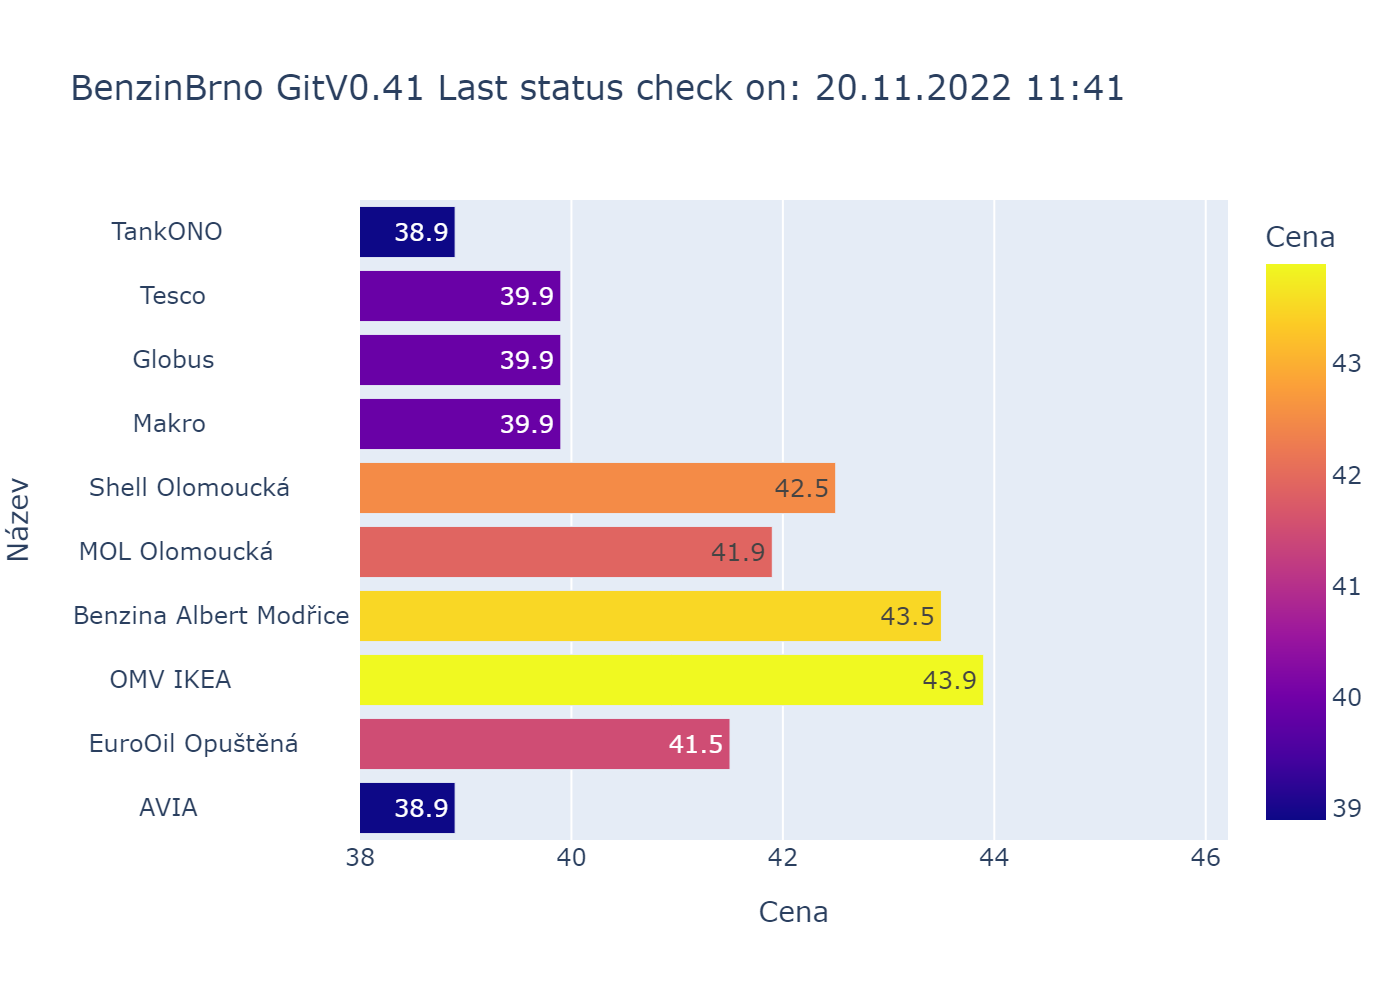 BenzinBrno GitV0.41 Last status check on: 20.11.2022 11:41
TankONO 38.9
Tesco 39.9
Globus 39.9
Makro 39.9
Shell Olomoucká 42.5
MOL Olomoucká 41.9
Benzina Albert Modřice 43.5
OMV IKEA 43.9
EuroOil Opuštěná 41.5
AVIA 38.9
38 40 42 44 46
Cena
Název
Cena
43
42
41
40
39